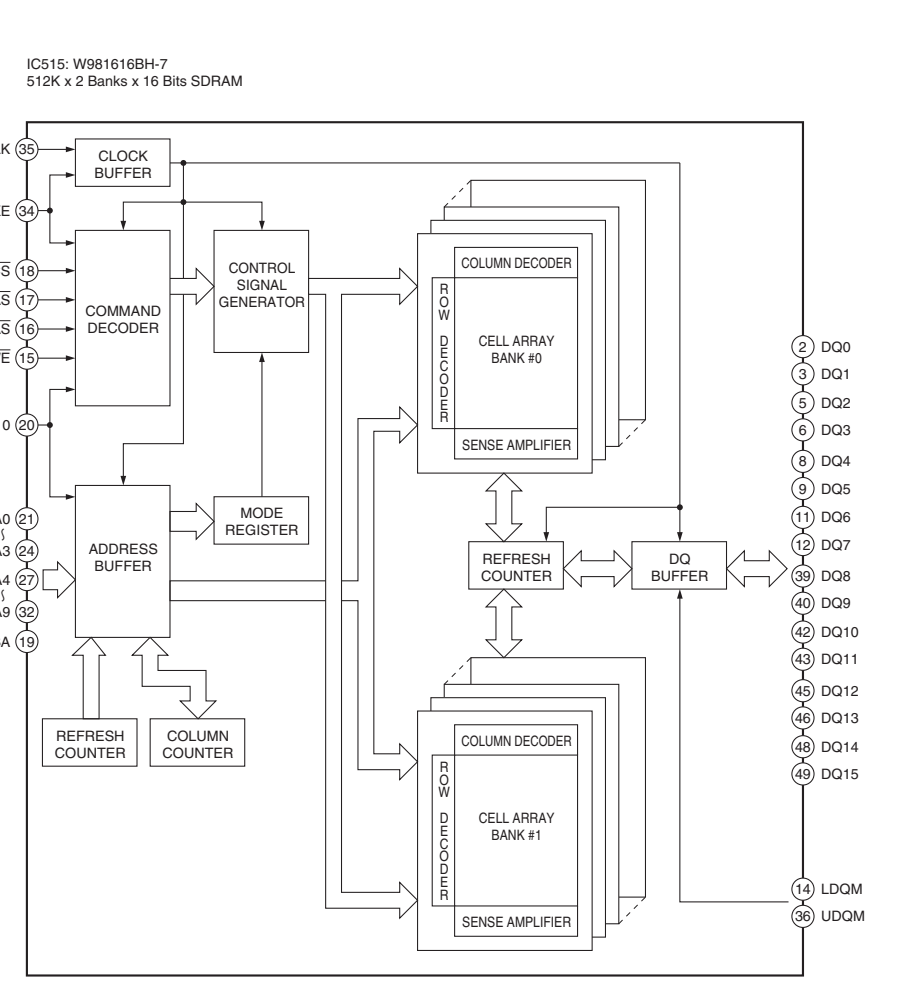 IC515: W981616BH-7
512K x 2 Banks x 16 Bits SDRAM
K 35
CLOCK
BUFFER
E 34
S 18
S 17
S 16
E 15
COMMAND
DECODER
CONTROL
SIGNAL
GENERATOR
0 20
COLUMN DECODER
ROW DECODER
CELL ARRAY
BANK #0
SENSE AMPLIFIER
2 DQ0
3 DQ1
5 DQ2
6 DQ3
8 DQ4
9 DQ5
11 DQ6
12 DQ7
39 DQ8
40 DQ9
42 DQ10
43 DQ11
45 DQ12
46 DQ13
48 DQ14
49 DQ15
A0 21
A3 24
A4 27
A9 32
A 19
ADDRESS
BUFFER
MODE
REGISTER
REFRESH
COUNTER
DQ
BUFFER
REFRESH
COUNTER
COLUMN
COUNTER
COLUMN DECODER
ROW DECODER
CELL ARRAY
BANK #1
SENSE AMPLIFIER
14 LDQM
36 UDQM